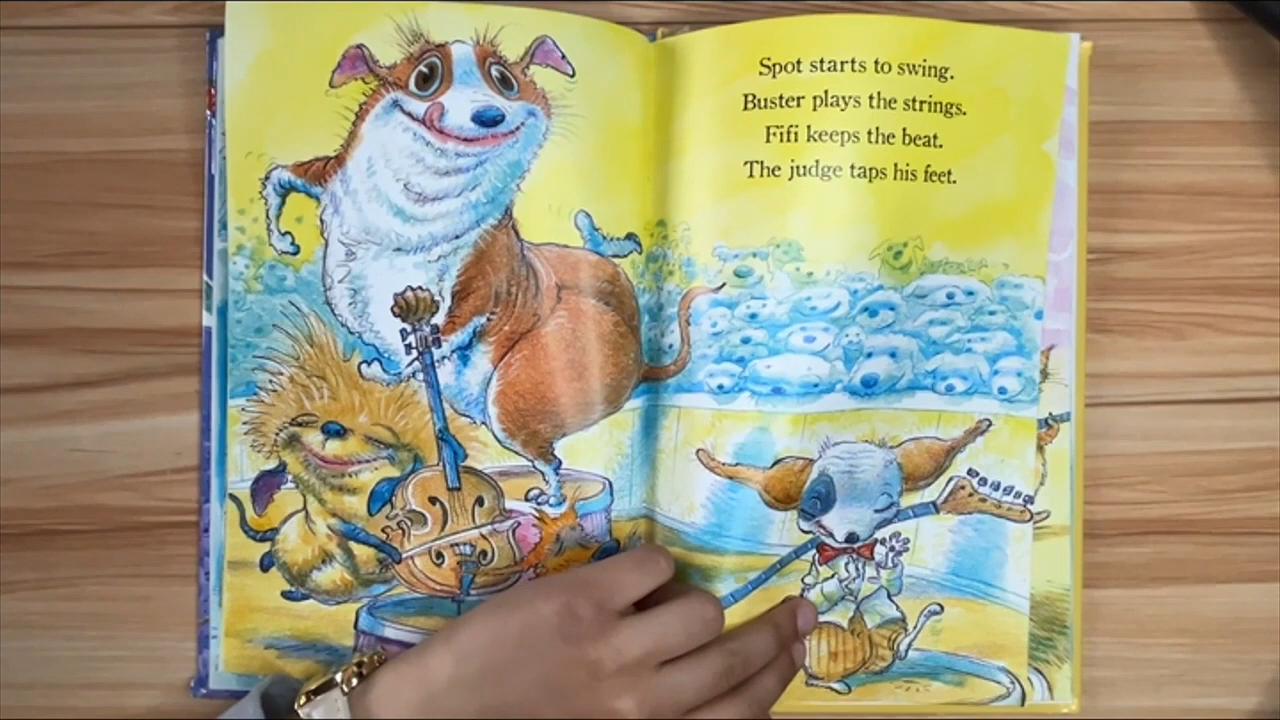 Spot starts to swing.
Buster plays the strings.
Fifi keeps the beat.
The judge taps his feet.